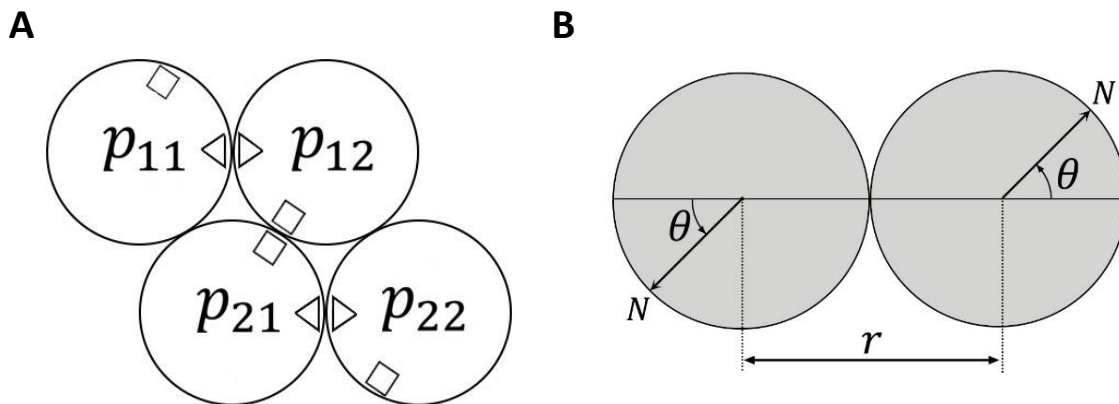 A
B
p₁₁ p₁₂
p₂₁ p₂₂
N
θ
θ
N
r